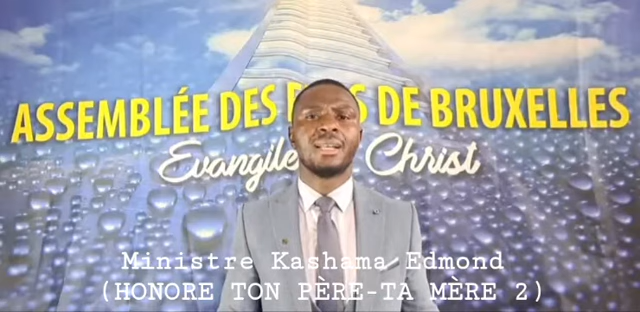 ASSEMBLÉE DES DE BRUXELLES
Evangile Christ
Ministre Kashama Edmond
(HONORE TON PÈRE-TA MÈRE 2)